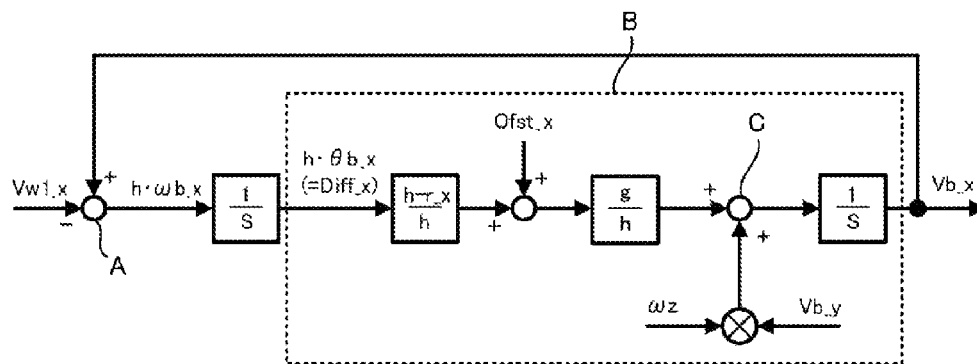 B
Ofst_x
C
h·θb_x
(=Diff_x)
Vw1_x
h·ωb_x
Vb_x
+
−
1
S
h−r_x
h
+
+
g
h
+
+
1
S
A
ωz
Vb_y